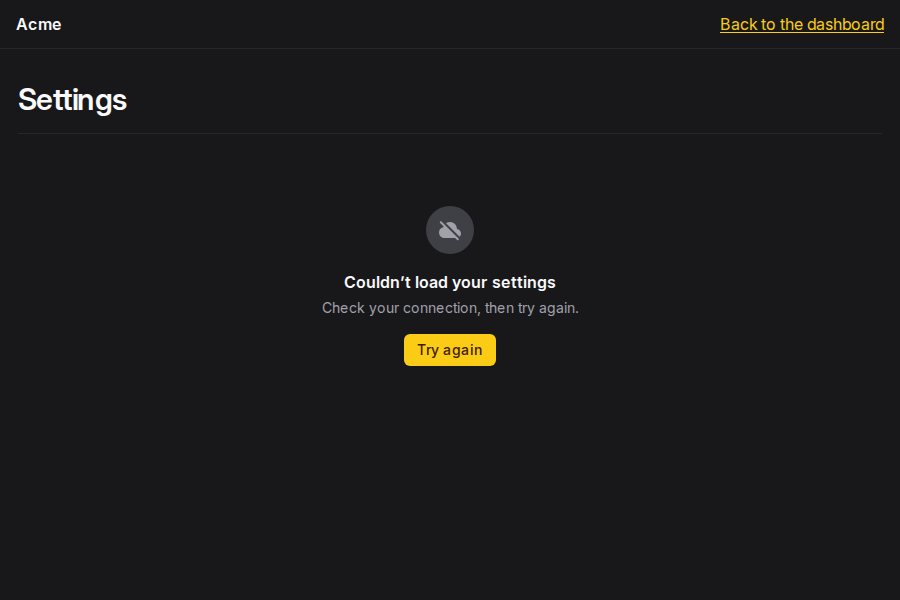 Acme
Back to the dashboard
Settings
Couldn’t load your settings
Check your connection, then try again.
Try again